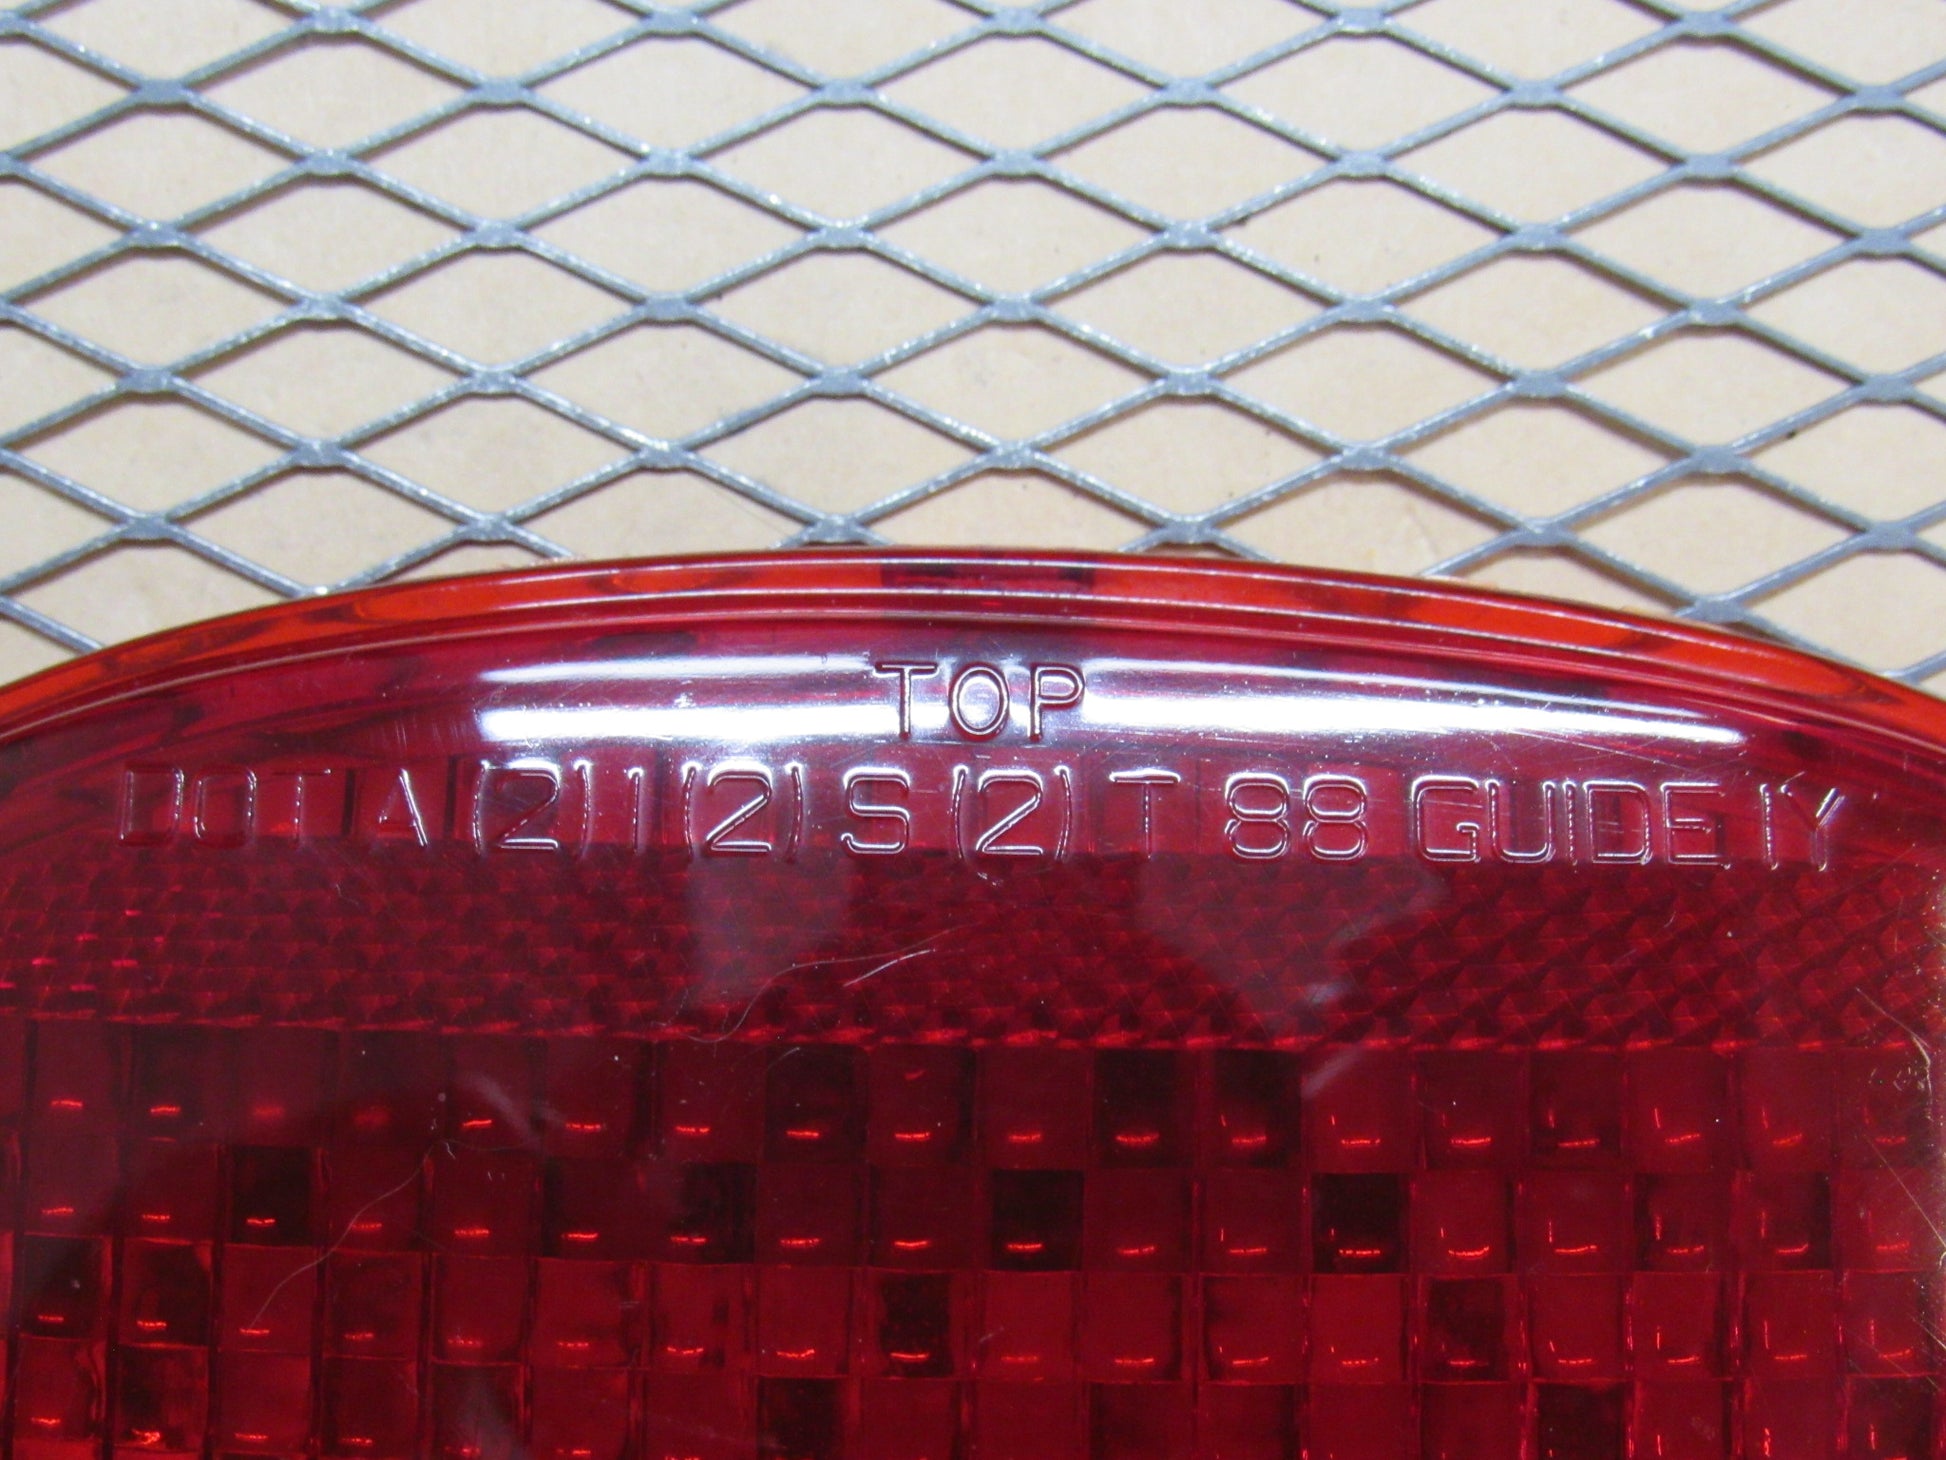 TOP
DOT A (2) I (2) S (2) T 88 GUIDE IY